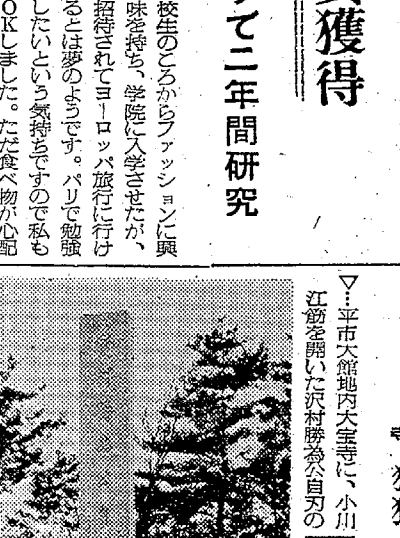 獲得
て二年間研究
校生のころからファッションに興
味を持ち、学院に入学させたが、
招待されてヨーロッパ旅行に行け
るとは夢のようです。パリで勉強
したいという気持ちですので私も
OKしました。ただ食べ物が心配
▽…平市大館地内大宝寺に、小川
江筋を開いた沢村勝為公自刃の